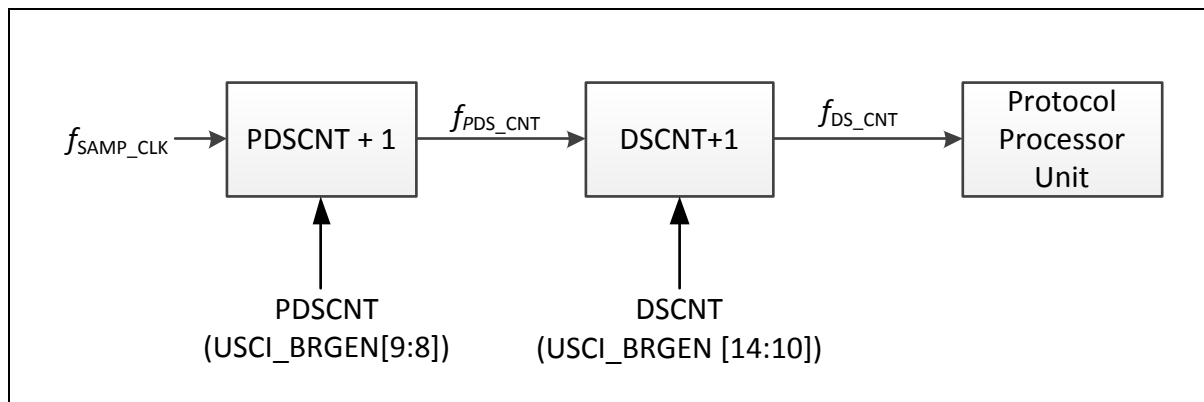 fSAMP_CLK
PDSCNT + 1
fPDS_CNT
DSCNT+1
fDS_CNT
Protocol
Processor
Unit
PDSCNT
(USCI_BRGEN[9:8])
DSCNT
(USCI_BRGEN [14:10])